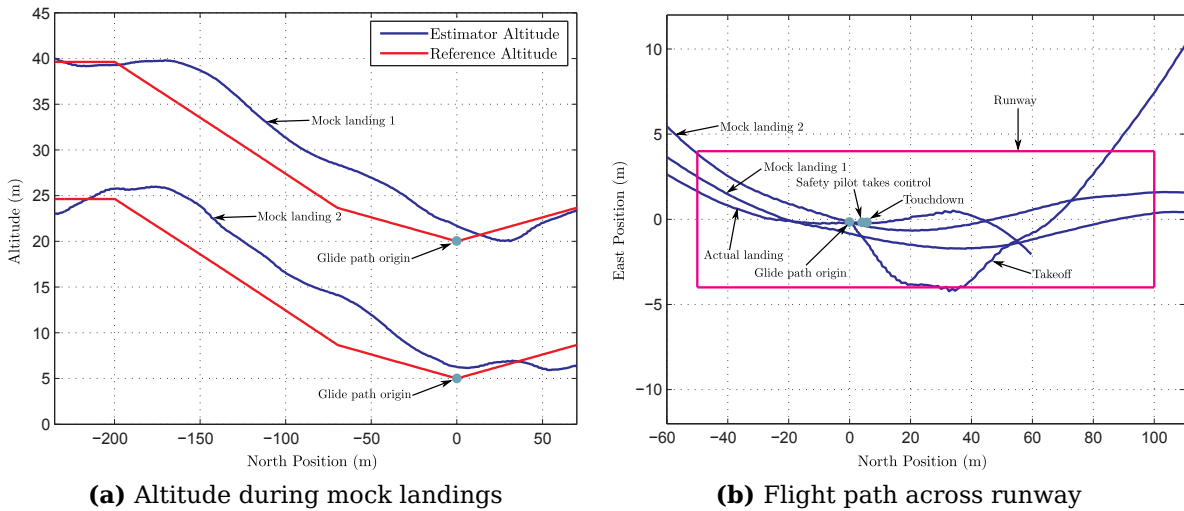 45
40
35
30
25
20
15
10
5
0
Altitude (m)
Estimator Altitude
Reference Altitude
Mock landing 1
Mock landing 2
Glide path origin
Glide path origin
−200
−150
−100
−50
0
50
North Position (m)
(a) Altitude during mock landings
10
5
0
−5
−10
East Position (m)
Runway
Mock landing 2
Mock landing 1
Safety pilot takes control
Touchdown
Actual landing
Glide path origin
Takeoff
−60
−40
−20
0
20
40
60
80
100
North Position (m)
(b) Flight path across runway